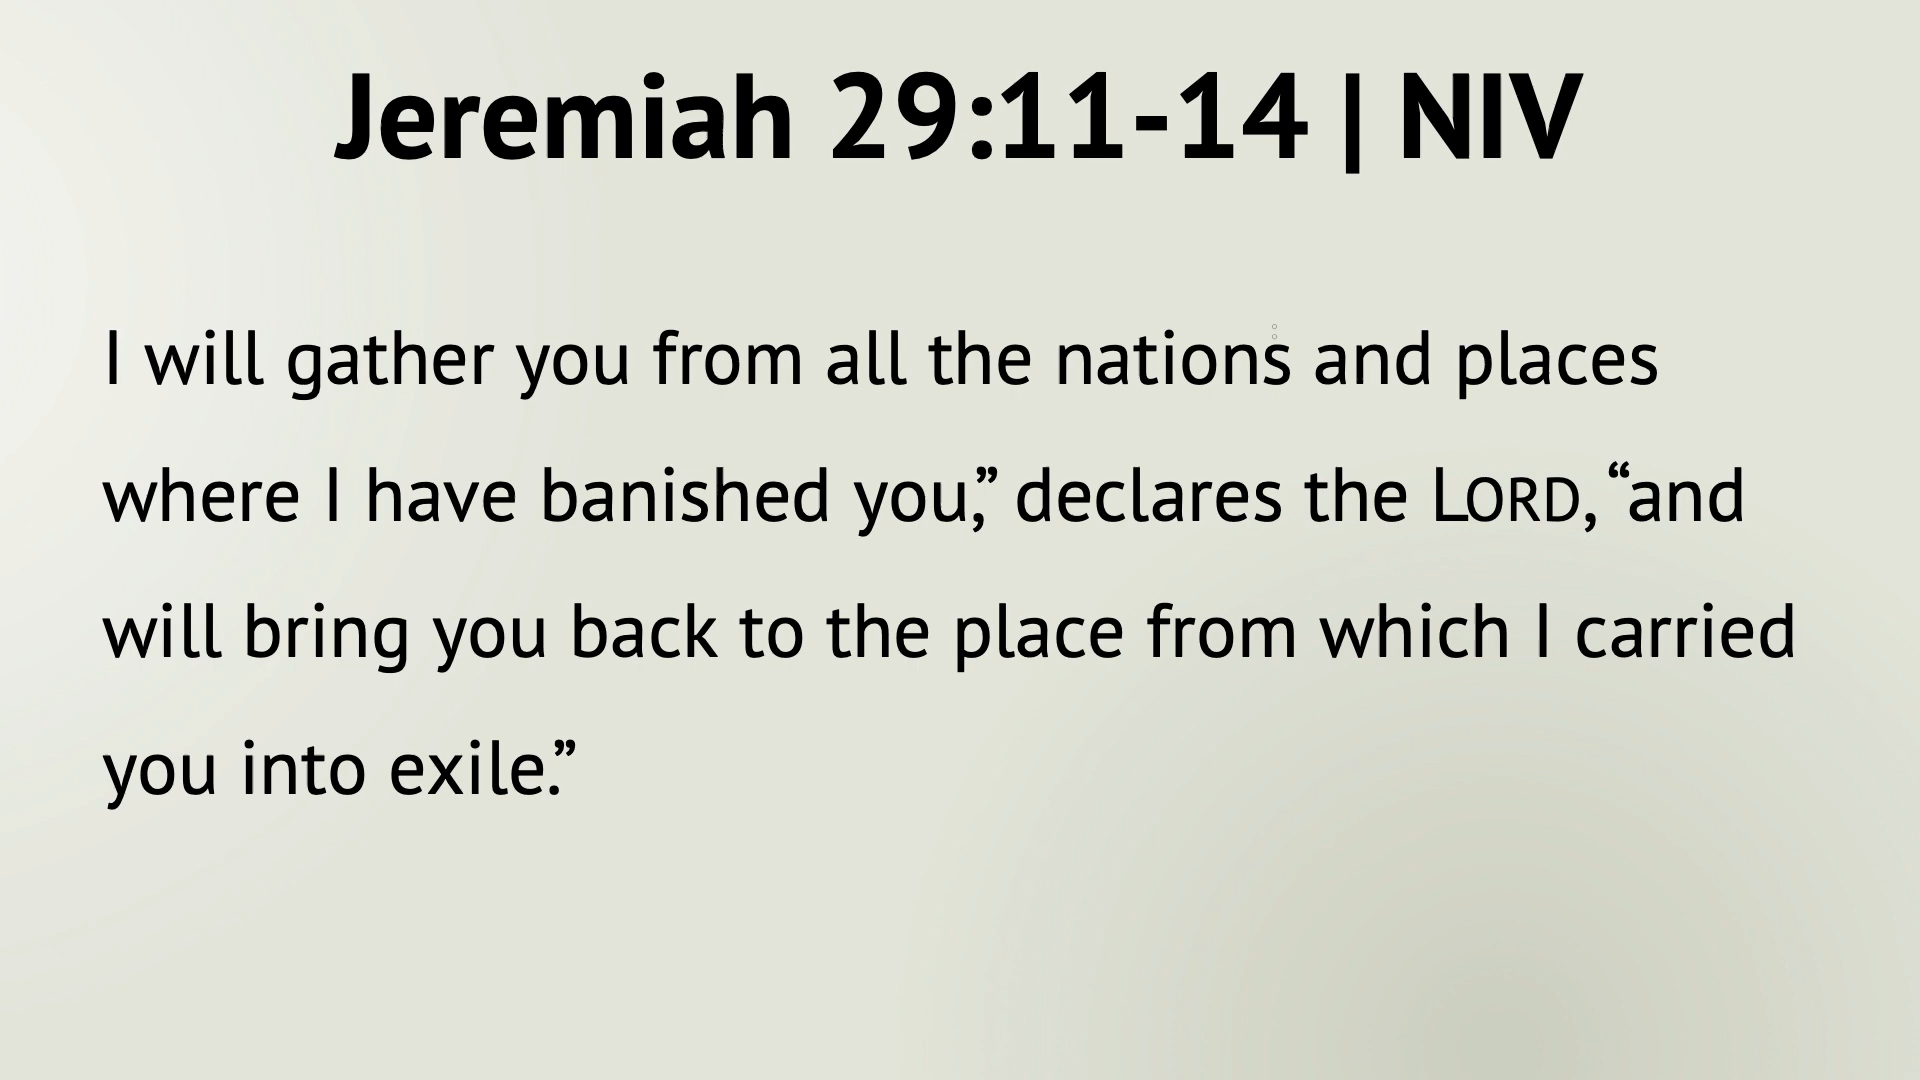 Jeremiah 29:11-14 | NIV
I will gather you from all the nations and places
where I have banished you,” declares the LORD, “and
will bring you back to the place from which I carried
you into exile.”